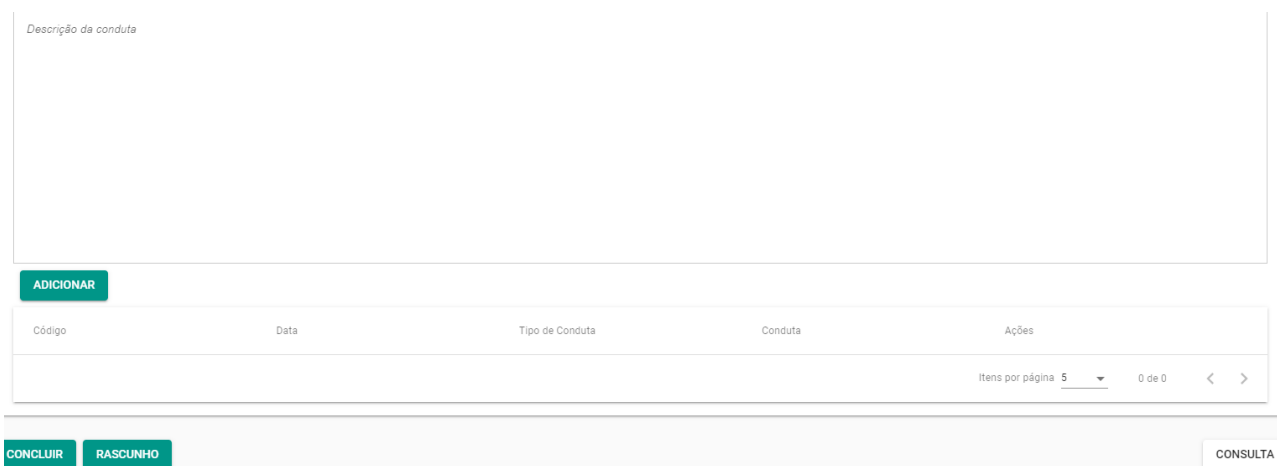 Descrição da conduta
ADICIONAR
Código Data Tipo de Conduta Conduta Ações
Itens por página 5 0 de 0
CONCLUIR RASCUNHO CONSULTA